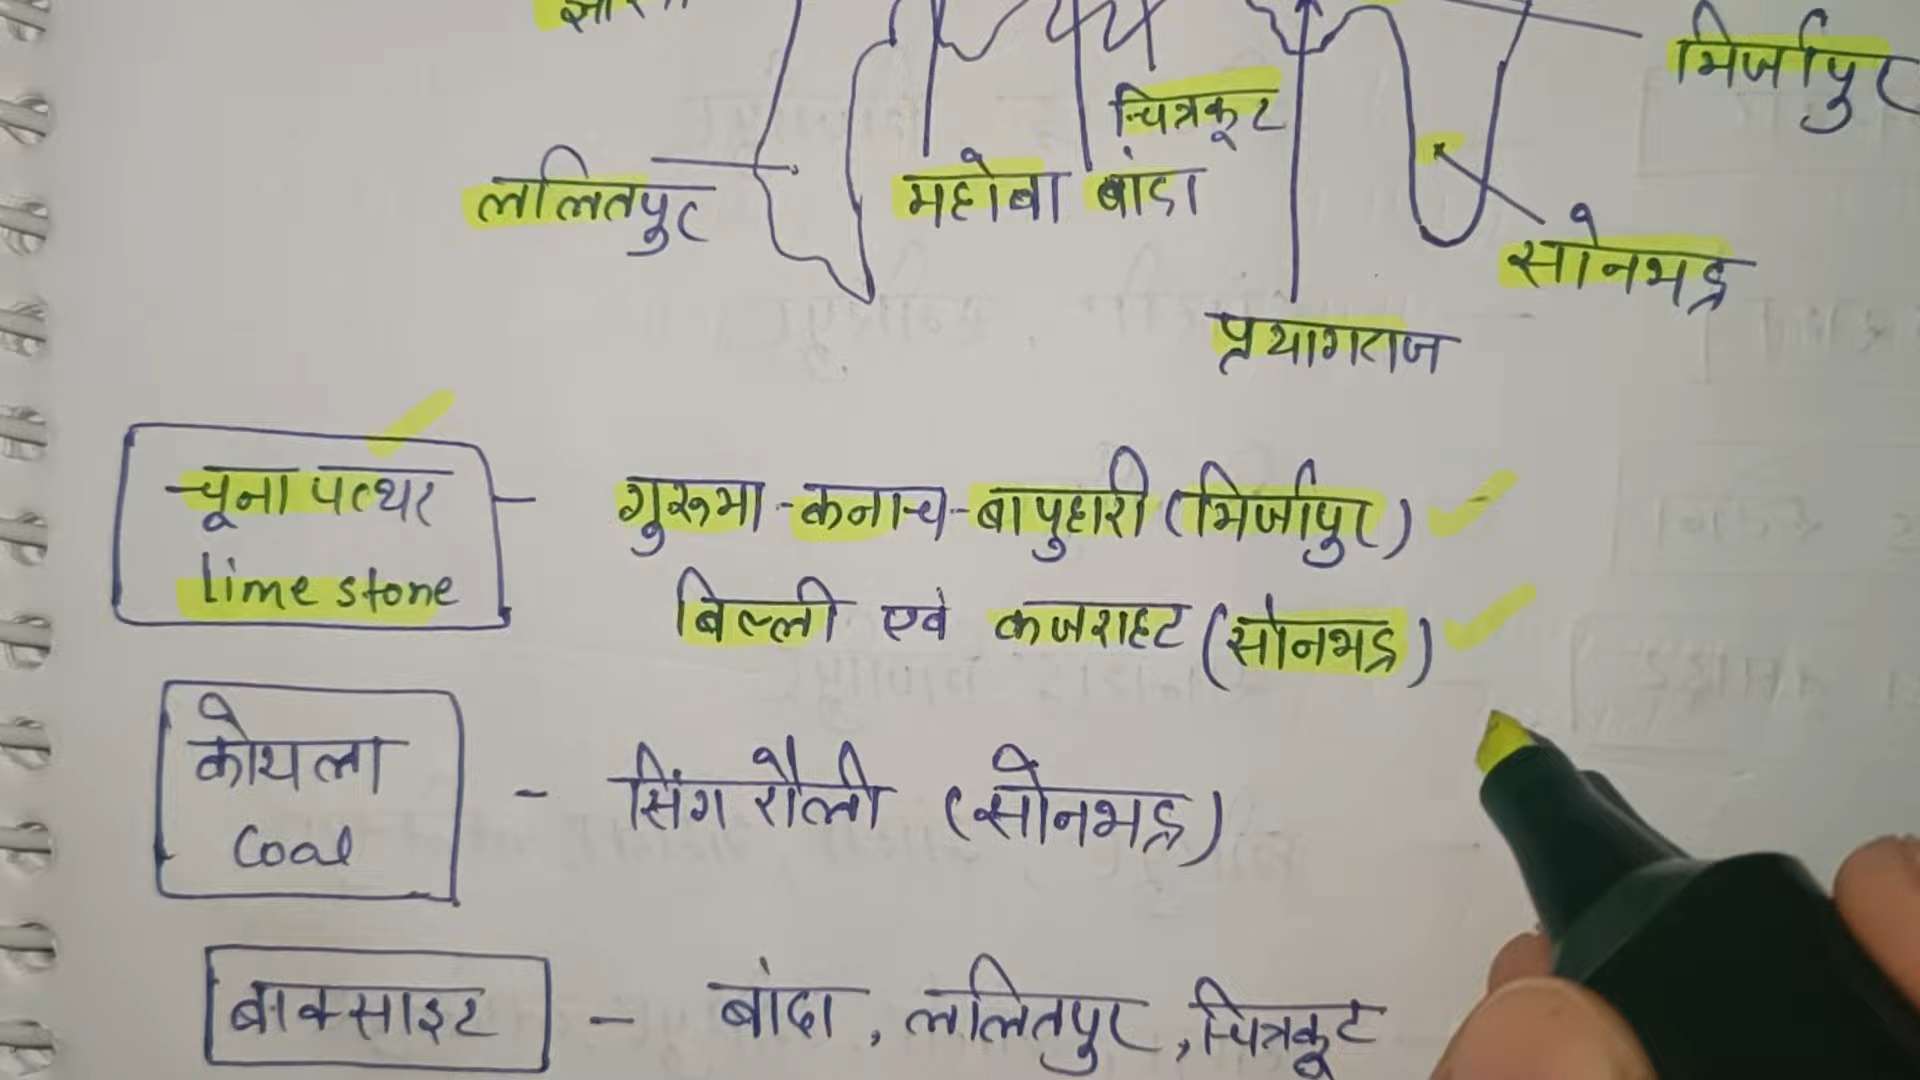 मिर्जापुर
चित्रकूट
ललितपुर
महोबा बांदा
सोनभद्र
प्रयागराज
चूना पत्थर - गुरुमा-कनाच-बापुहारी (मिर्जापुर)
lime stone
बिल्ली एवं कजराहट (सोनभद्र)
कोयला - सिंगरौली (सोनभद्र)
Coal
बाक्साइट - बांदा, ललितपुर, चित्रकूट